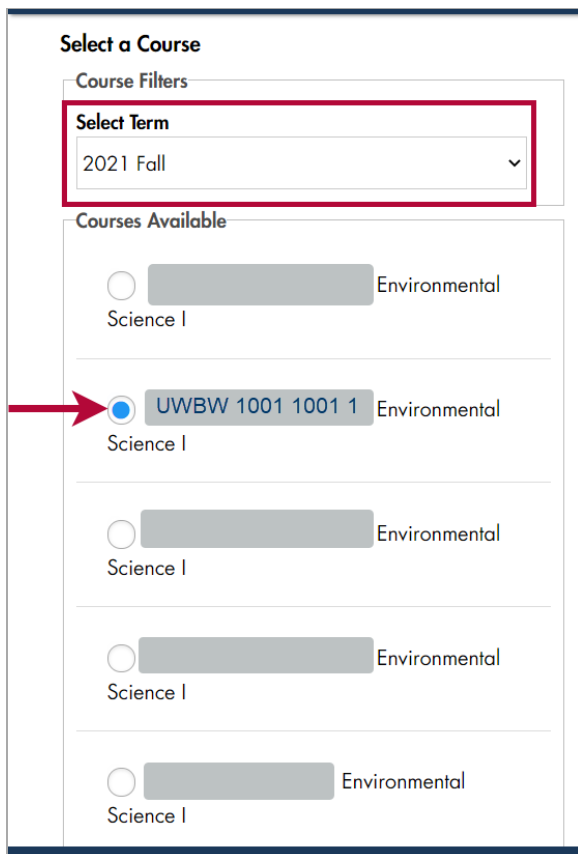 Select a Course
Course Filters
Select Term
2021 Fall
Courses Available
Environmental
Science I
UWBW 1001 1001 1 Environmental
Science I
Environmental
Science I
Environmental
Science I
Environmental
Science I